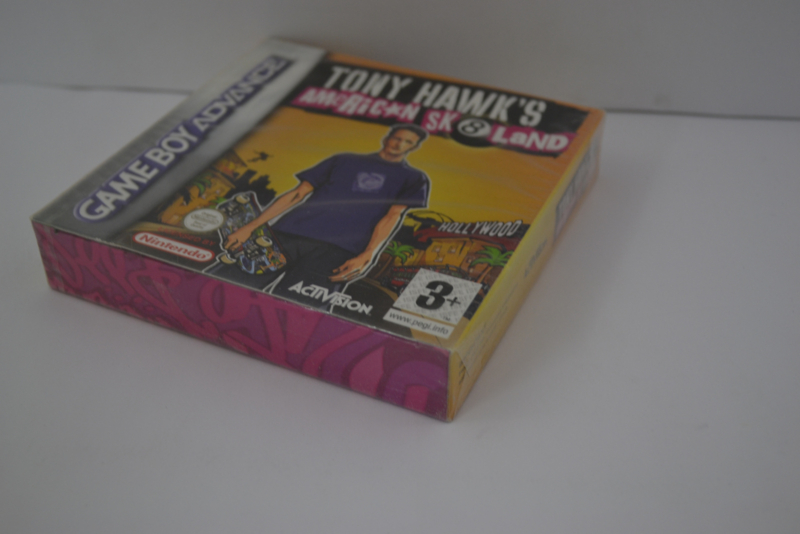 GAME BOY ADVANCE
TONY HAWK'S
AMERICAN SK8LAND
HOLLYWOOD
Nintendo
ACTIVISION
3+
www.pegi.info